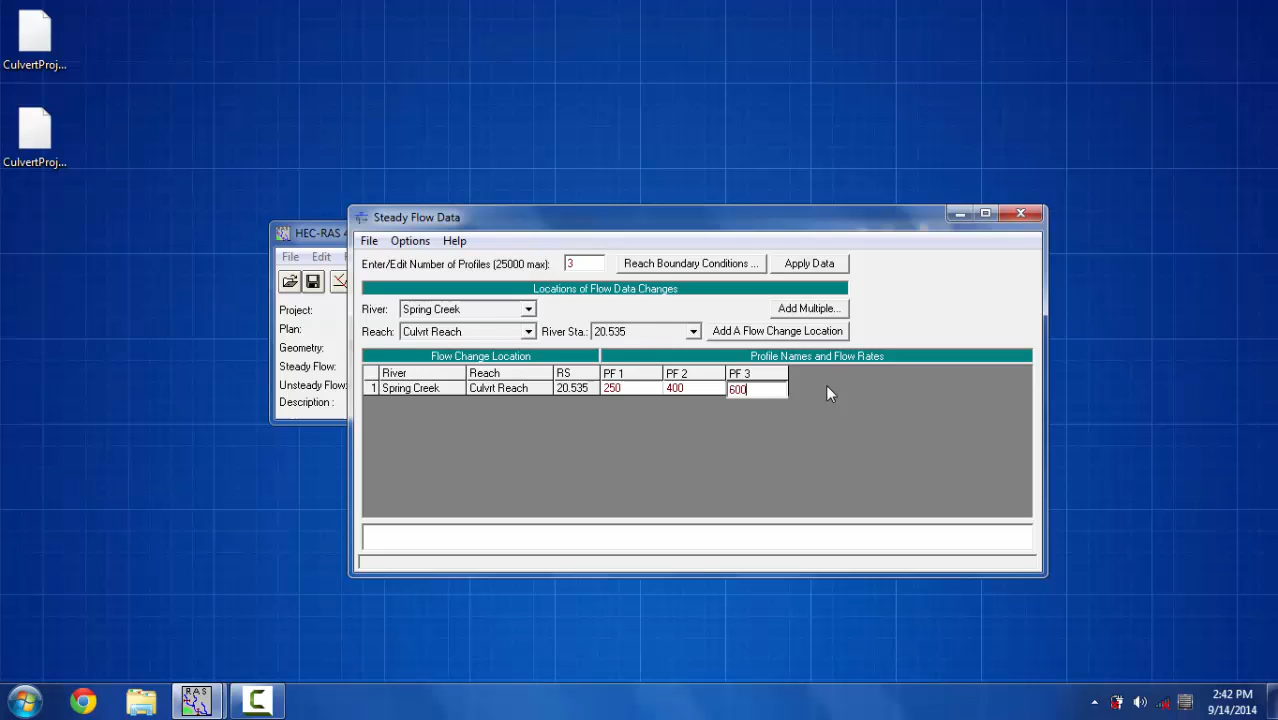 CulvertProj...
CulvertProj...
HEC-RAS 4
File Edit
Project:
Plan:
Geometry:
Steady Flow:
Unsteady Flow:
Description :
Steady Flow Data
File Options Help
Enter/Edit Number of Profiles (25000 max): 3 Reach Boundary Conditions ... Apply Data
Locations of Flow Data Changes
River: Spring Creek Add Multiple...
Reach: Culvrt Reach River Sta.: 20.535 Add A Flow Change Location
Flow Change Location Profile Names and Flow Rates
River Reach RS PF 1 PF 2 PF 3
1 Spring Creek Culvrt Reach 20.535 250 400 600
RAS
2:42 PM
9/14/2014